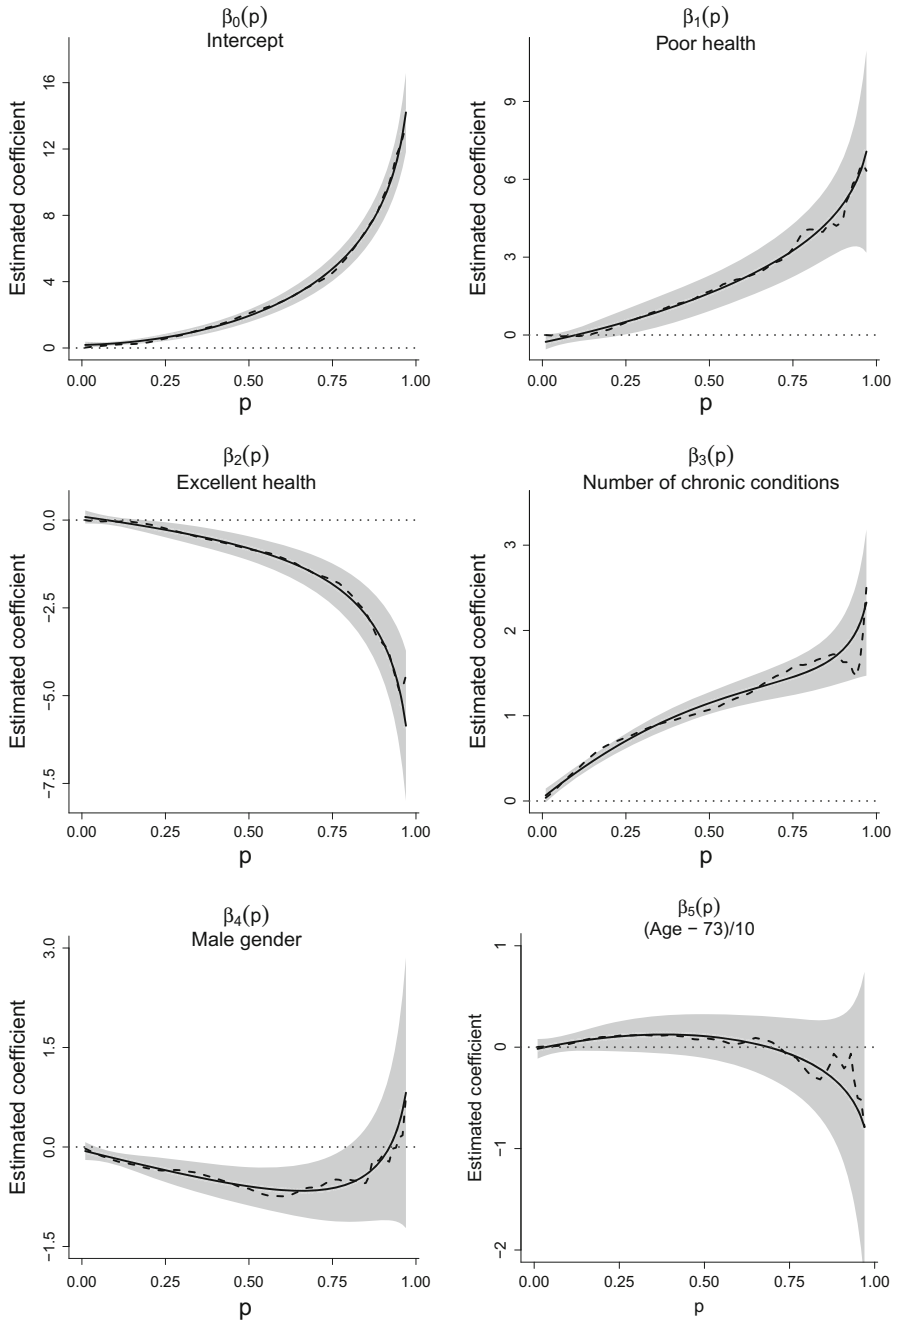 β₀(p)
Intercept
Estimated coefficient
0 4 8 12 16
0.00 0.25 0.50 0.75 1.00
p
β₁(p)
Poor health
Estimated coefficient
0 3 6 9
0.00 0.25 0.50 0.75 1.00
p
β₂(p)
Excellent health
Estimated coefficient
−7.5 −5.0 −2.5 0.0
0.00 0.25 0.50 0.75 1.00
p
β₃(p)
Number of chronic conditions
Estimated coefficient
0 1 2 3
0.00 0.25 0.50 0.75 1.00
p
β₄(p)
Male gender
Estimated coefficient
−1.5 0.0 1.5 3.0
0.00 0.25 0.50 0.75 1.00
p
β₅(p)
(Age − 73)/10
Estimated coefficient
−2 −1 0 1
0.00 0.25 0.50 0.75 1.00
p